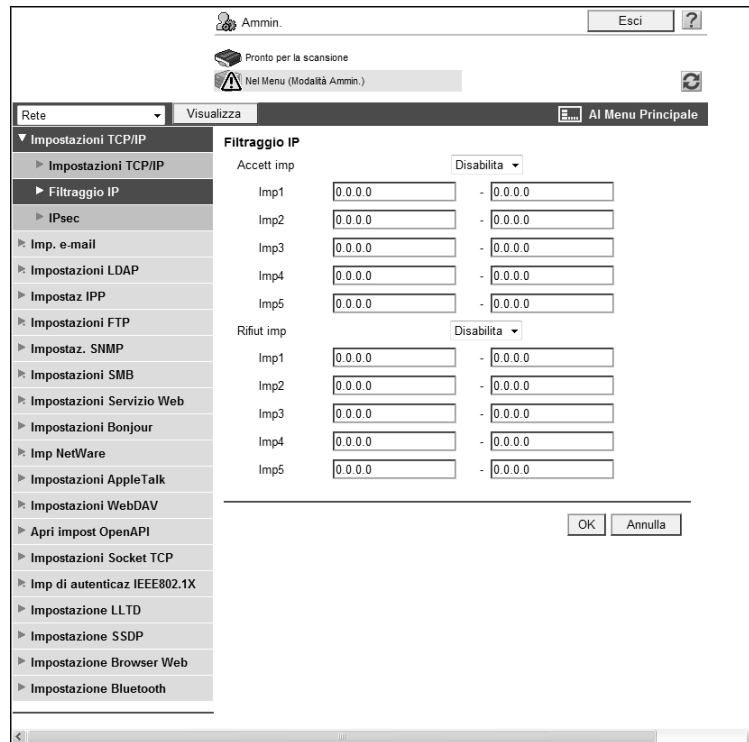 Ammin.
Esci
?
Pronto per la scansione
Nel Menu (Modalità Ammin.)
Rete
Visualizza
Al Menu Principale
Impostazioni TCP/IP
Impostazioni TCP/IP
Filtraggio IP
IPsec
Imp. e-mail
Impostazioni LDAP
Impostaz IPP
Impostazioni FTP
Impostaz. SNMP
Impostazioni SMB
Impostazioni Servizio Web
Impostazioni Bonjour
Imp NetWare
Impostazioni AppleTalk
Impostazioni WebDAV
Apri impost OpenAPI
Impostazioni Socket TCP
Imp di autenticaz IEEE802.1X
Impostazione LLTD
Impostazione SSDP
Impostazione Browser Web
Impostazione Bluetooth
Filtraggio IP
Accett imp Disabilita
Imp1 0.0.0.0 - 0.0.0.0
Imp2 0.0.0.0 - 0.0.0.0
Imp3 0.0.0.0 - 0.0.0.0
Imp4 0.0.0.0 - 0.0.0.0
Imp5 0.0.0.0 - 0.0.0.0
Rifiut imp Disabilita
Imp1 0.0.0.0 - 0.0.0.0
Imp2 0.0.0.0 - 0.0.0.0
Imp3 0.0.0.0 - 0.0.0.0
Imp4 0.0.0.0 - 0.0.0.0
Imp5 0.0.0.0 - 0.0.0.0
OK Annulla